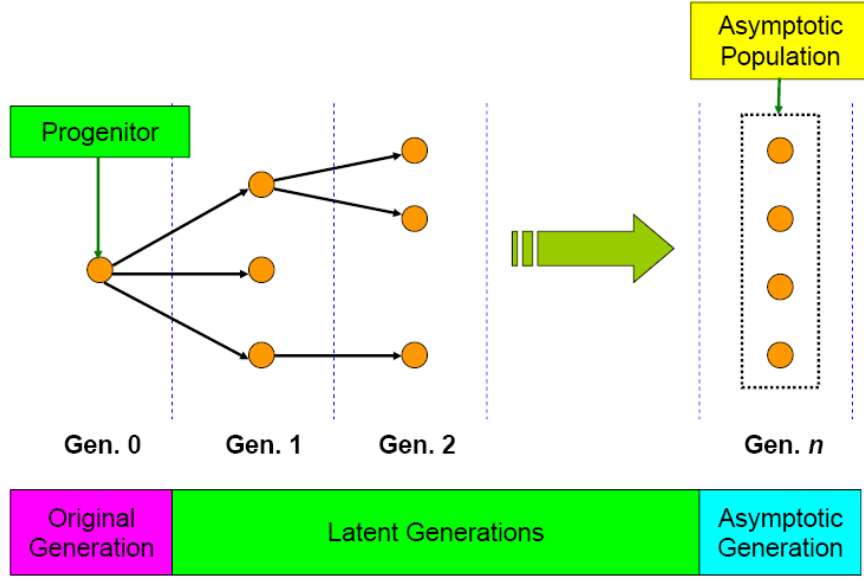 Asymptotic
Population
Progenitor
Gen. 0
Gen. 1
Gen. 2
Gen. n
Original
Generation
Latent Generations
Asymptotic
Generation